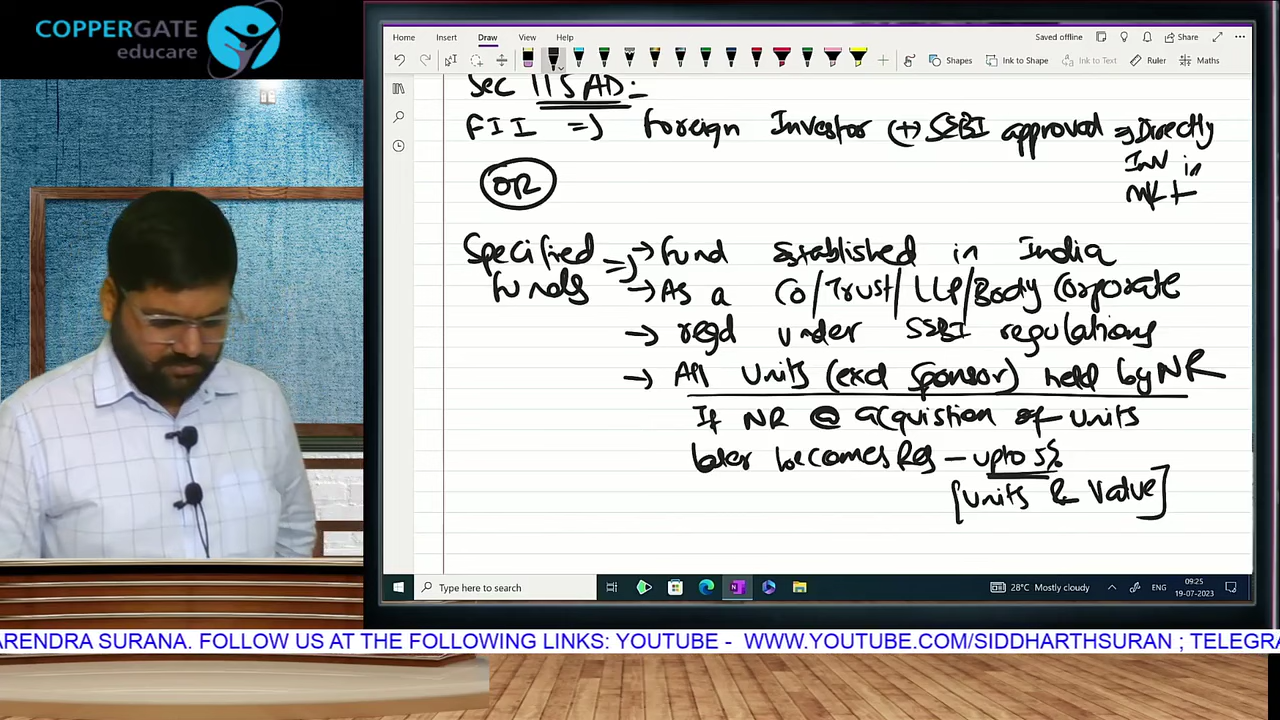 COPPERGATE
educare
Home Insert Draw View Help
Saved offline
Share
Shapes
Ink to Shape
Ink to Text
Ruler
Maths
Sec 115AD:-
FII => Foreign Investor (+) SEBI approved => Directly
Inv in
Mkt
OR
Specified
funds
=> → Fund established in India
→ As a Co/Trust/LLP/Body Corporate
→ regd under SEBI regulations
→ All Units (excl Sponsor) held by NR
If NR @ acquistion of units
later becomes Res - upto 5%
[units & Value]
Type here to search
28°C Mostly cloudy
ENG
09:25
19-07-2023
ARENDRA SURANA. FOLLOW US AT THE FOLLOWING LINKS: YOUTUBE - WWW.YOUTUBE.COM/SIDDHARTHSURAN ; TELEGRA